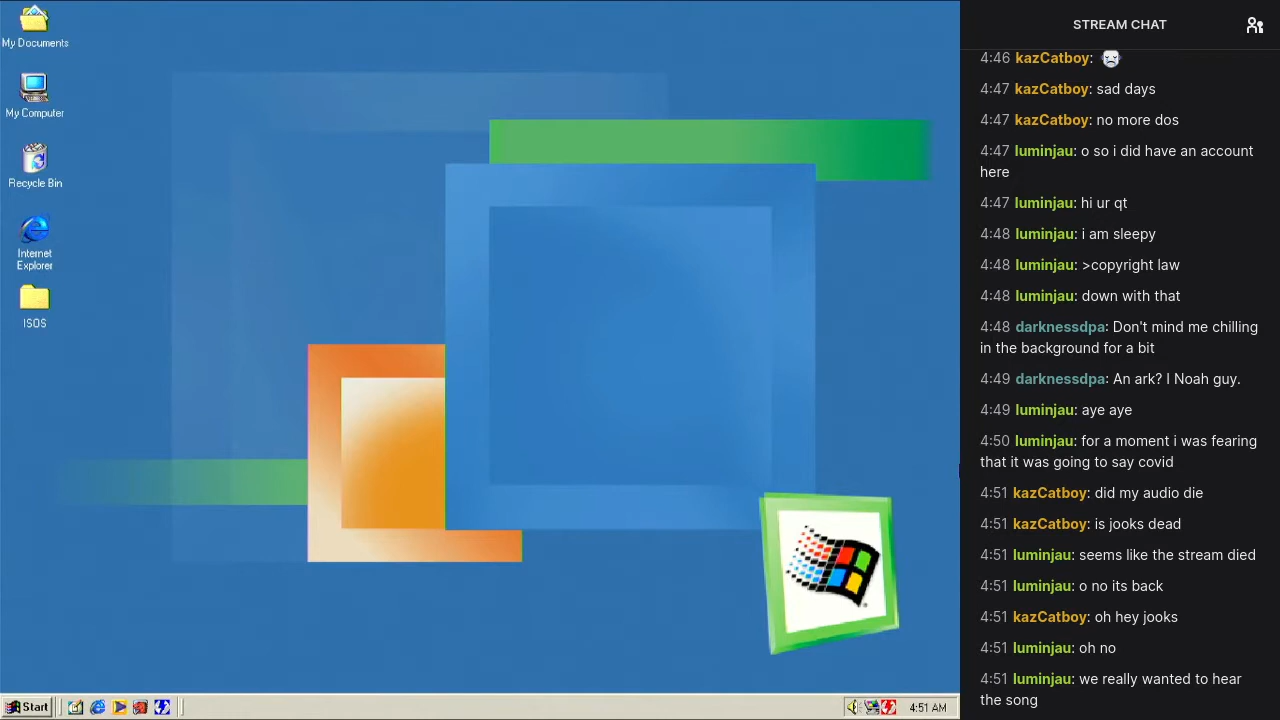 My Documents
My Computer
Recycle Bin
Internet
Explorer
ISOS
Start
4:51 AM
STREAM CHAT
4:46 kazCatboy:
4:47 kazCatboy: sad days
4:47 kazCatboy: no more dos
4:47 luminjau: o so i did have an account
here
4:47 luminjau: hi ur qt
4:48 luminjau: i am sleepy
4:48 luminjau: >copyright law
4:48 luminjau: down with that
4:48 darknessdpa: Don't mind me chilling
in the background for a bit
4:49 darknessdpa: An ark? I Noah guy.
4:49 luminjau: aye aye
4:50 luminjau: for a moment i was fearing
that it was going to say covid
4:51 kazCatboy: did my audio die
4:51 kazCatboy: is jooks dead
4:51 luminjau: seems like the stream died
4:51 luminjau: o no its back
4:51 kazCatboy: oh hey jooks
4:51 luminjau: oh no
4:51 luminjau: we really wanted to hear
the song